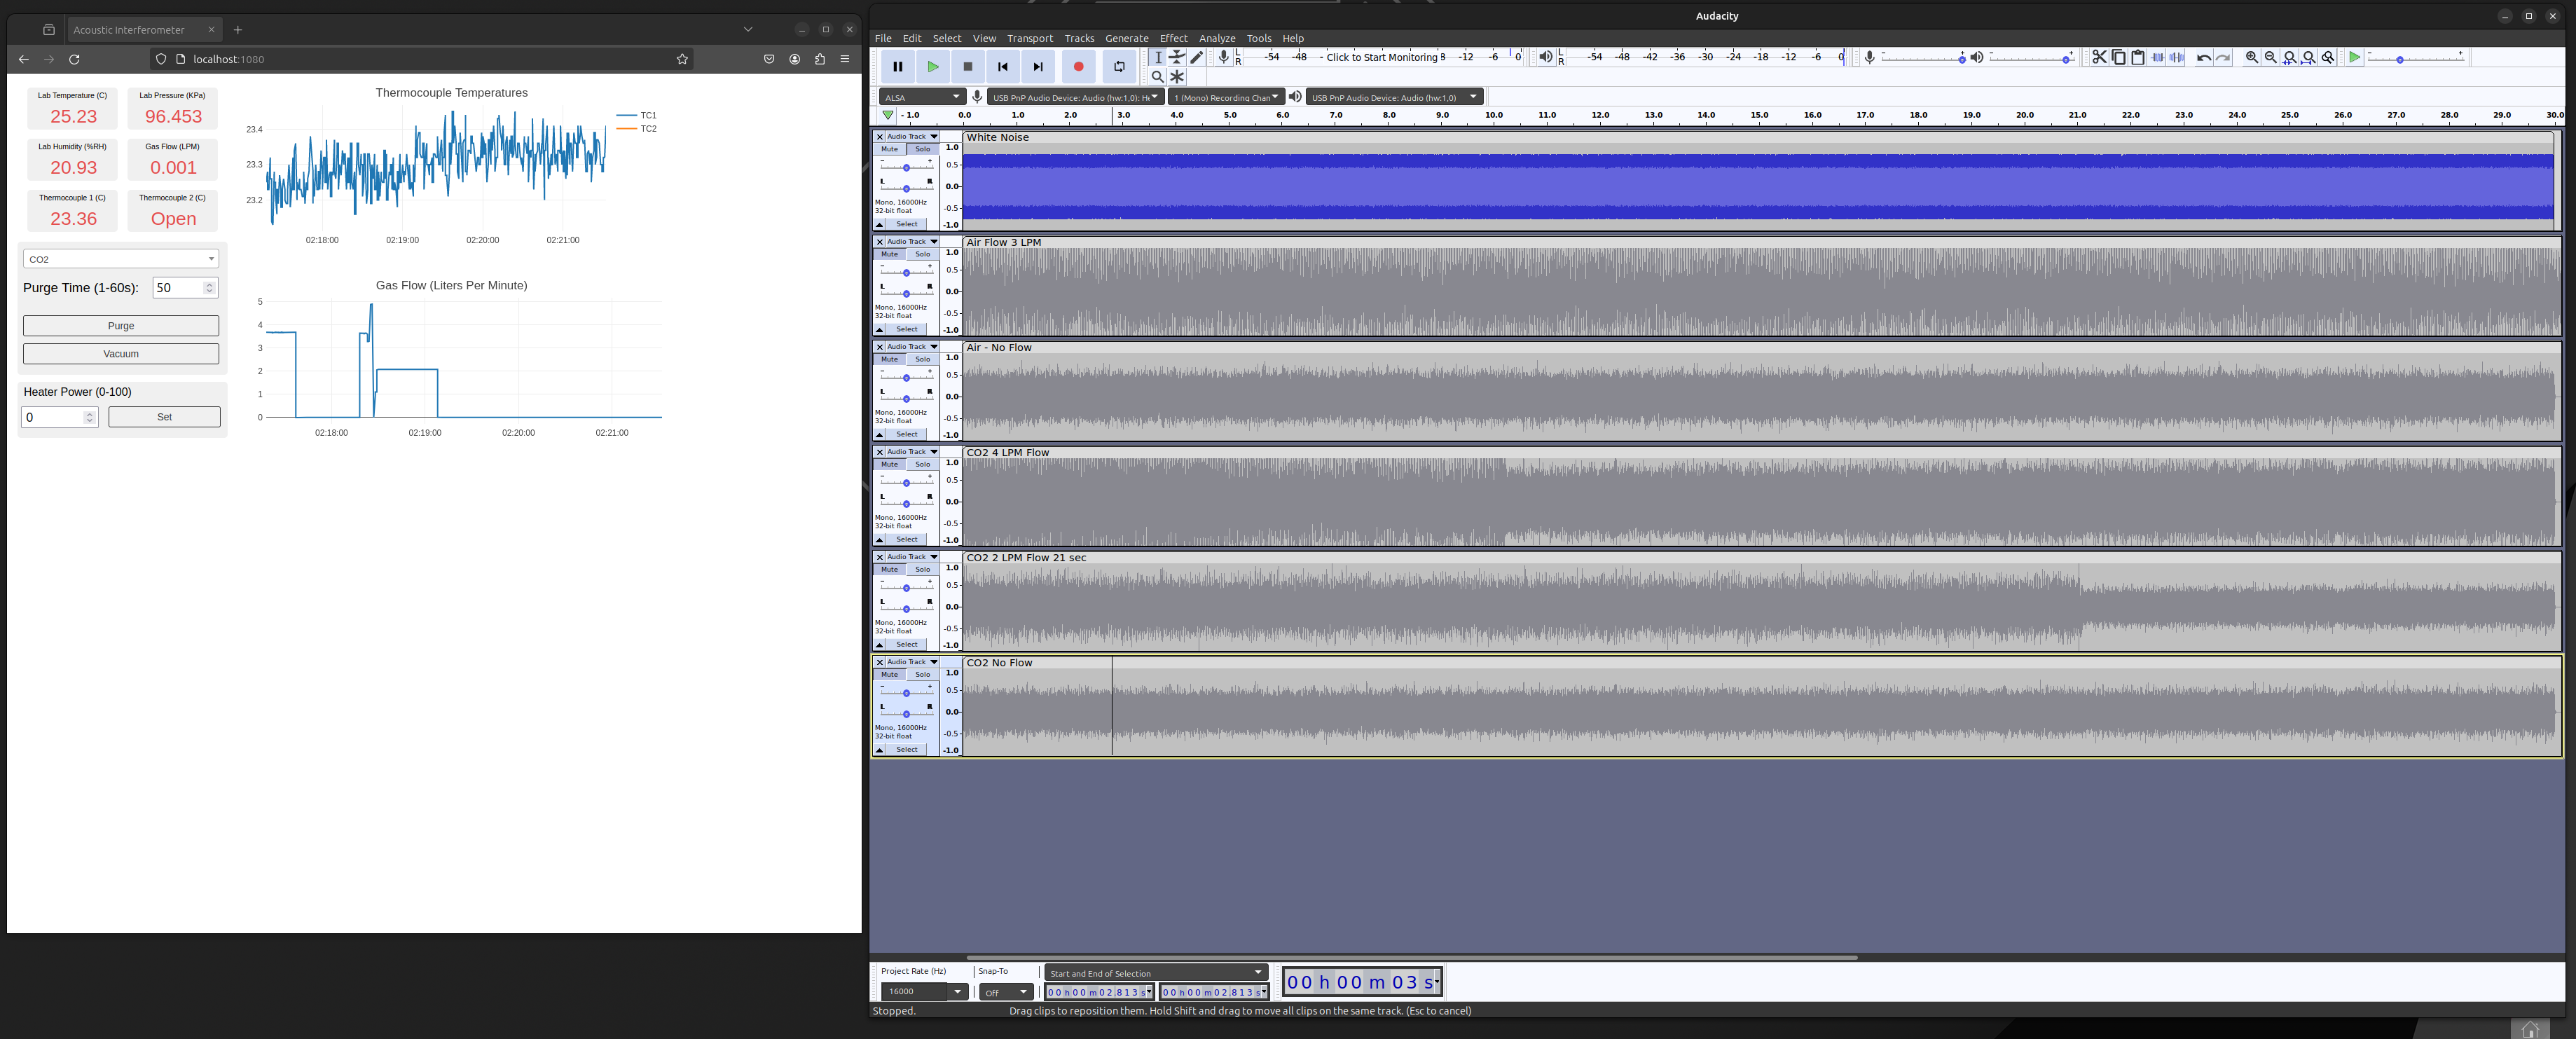 Acoustic Interferometer
localhost:1080
Lab Temperature (C)
25.23
Lab Pressure (KPa)
96.453
Lab Humidity (%RH)
20.93
Gas Flow (LPM)
0.001
Thermocouple 1 (C)
23.36
Thermocouple 2 (C)
Open
CO2
Purge Time (1-60s):
50
Purge
Vacuum
Heater Power (0-100)
0
Set
Thermocouple Temperatures
TC1
TC2
23.4
23.3
23.2
02:18:00
02:19:00
02:20:00
02:21:00
Gas Flow (Liters Per Minute)
5
4
3
2
1
0
02:18:00
02:19:00
02:20:00
02:21:00
Audacity
File Edit Select View Transport Tracks Generate Effect Analyze Tools Help
L
R
-54 -48 - Click to Start Monitoring 8 -12 -6 0
L
R
-54 -48 -42 -36 -30 -24 -18 -12 -6 0
ALSA
USB PnP Audio Device: Audio (hw:1,0): Hi
1 (Mono) Recording Chan
USB PnP Audio Device: Audio (hw:1,0)
- 1.0 0.0 1.0 2.0 3.0 4.0 5.0 6.0 7.0 8.0 9.0 10.0 11.0 12.0 13.0 14.0 15.0 16.0 17.0 18.0 19.0 20.0 21.0 22.0 23.0 24.0 25.0 26.0 27.0 28.0 29.0 30.0
Audio Track
White Noise
Mute Solo
- +
L R
Mono, 16000Hz
32-bit float
Select
1.0
0.5
0.0
-0.5
-1.0
Audio Track
Air Flow 3 LPM
Mute Solo
- +
L R
Mono, 16000Hz
32-bit float
Select
1.0
0.5
0.0
-0.5
-1.0
Audio Track
Air - No Flow
Mute Solo
- +
L R
Mono, 16000Hz
32-bit float
Select
1.0
0.5
0.0
-0.5
-1.0
Audio Track
CO2 4 LPM Flow
Mute Solo
- +
L R
Mono, 16000Hz
32-bit float
Select
1.0
0.5
0.0
-0.5
-1.0
Audio Track
CO2 2 LPM Flow 21 sec
Mute Solo
- +
L R
Mono, 16000Hz
32-bit float
Select
1.0
0.5
0.0
-0.5
-1.0
Audio Track
CO2 No Flow
Mute Solo
- +
L R
Mono, 16000Hz
32-bit float
Select
1.0
0.5
0.0
-0.5
-1.0
Project Rate (Hz)
Snap-To
Start and End of Selection
16000
Off
00 h 00 m 02.813 s
00 h 00 m 02.813 s
00 h 00 m 03 s
Stopped.
Drag clips to reposition them. Hold Shift and drag to move all clips on the same track. (Esc to cancel)